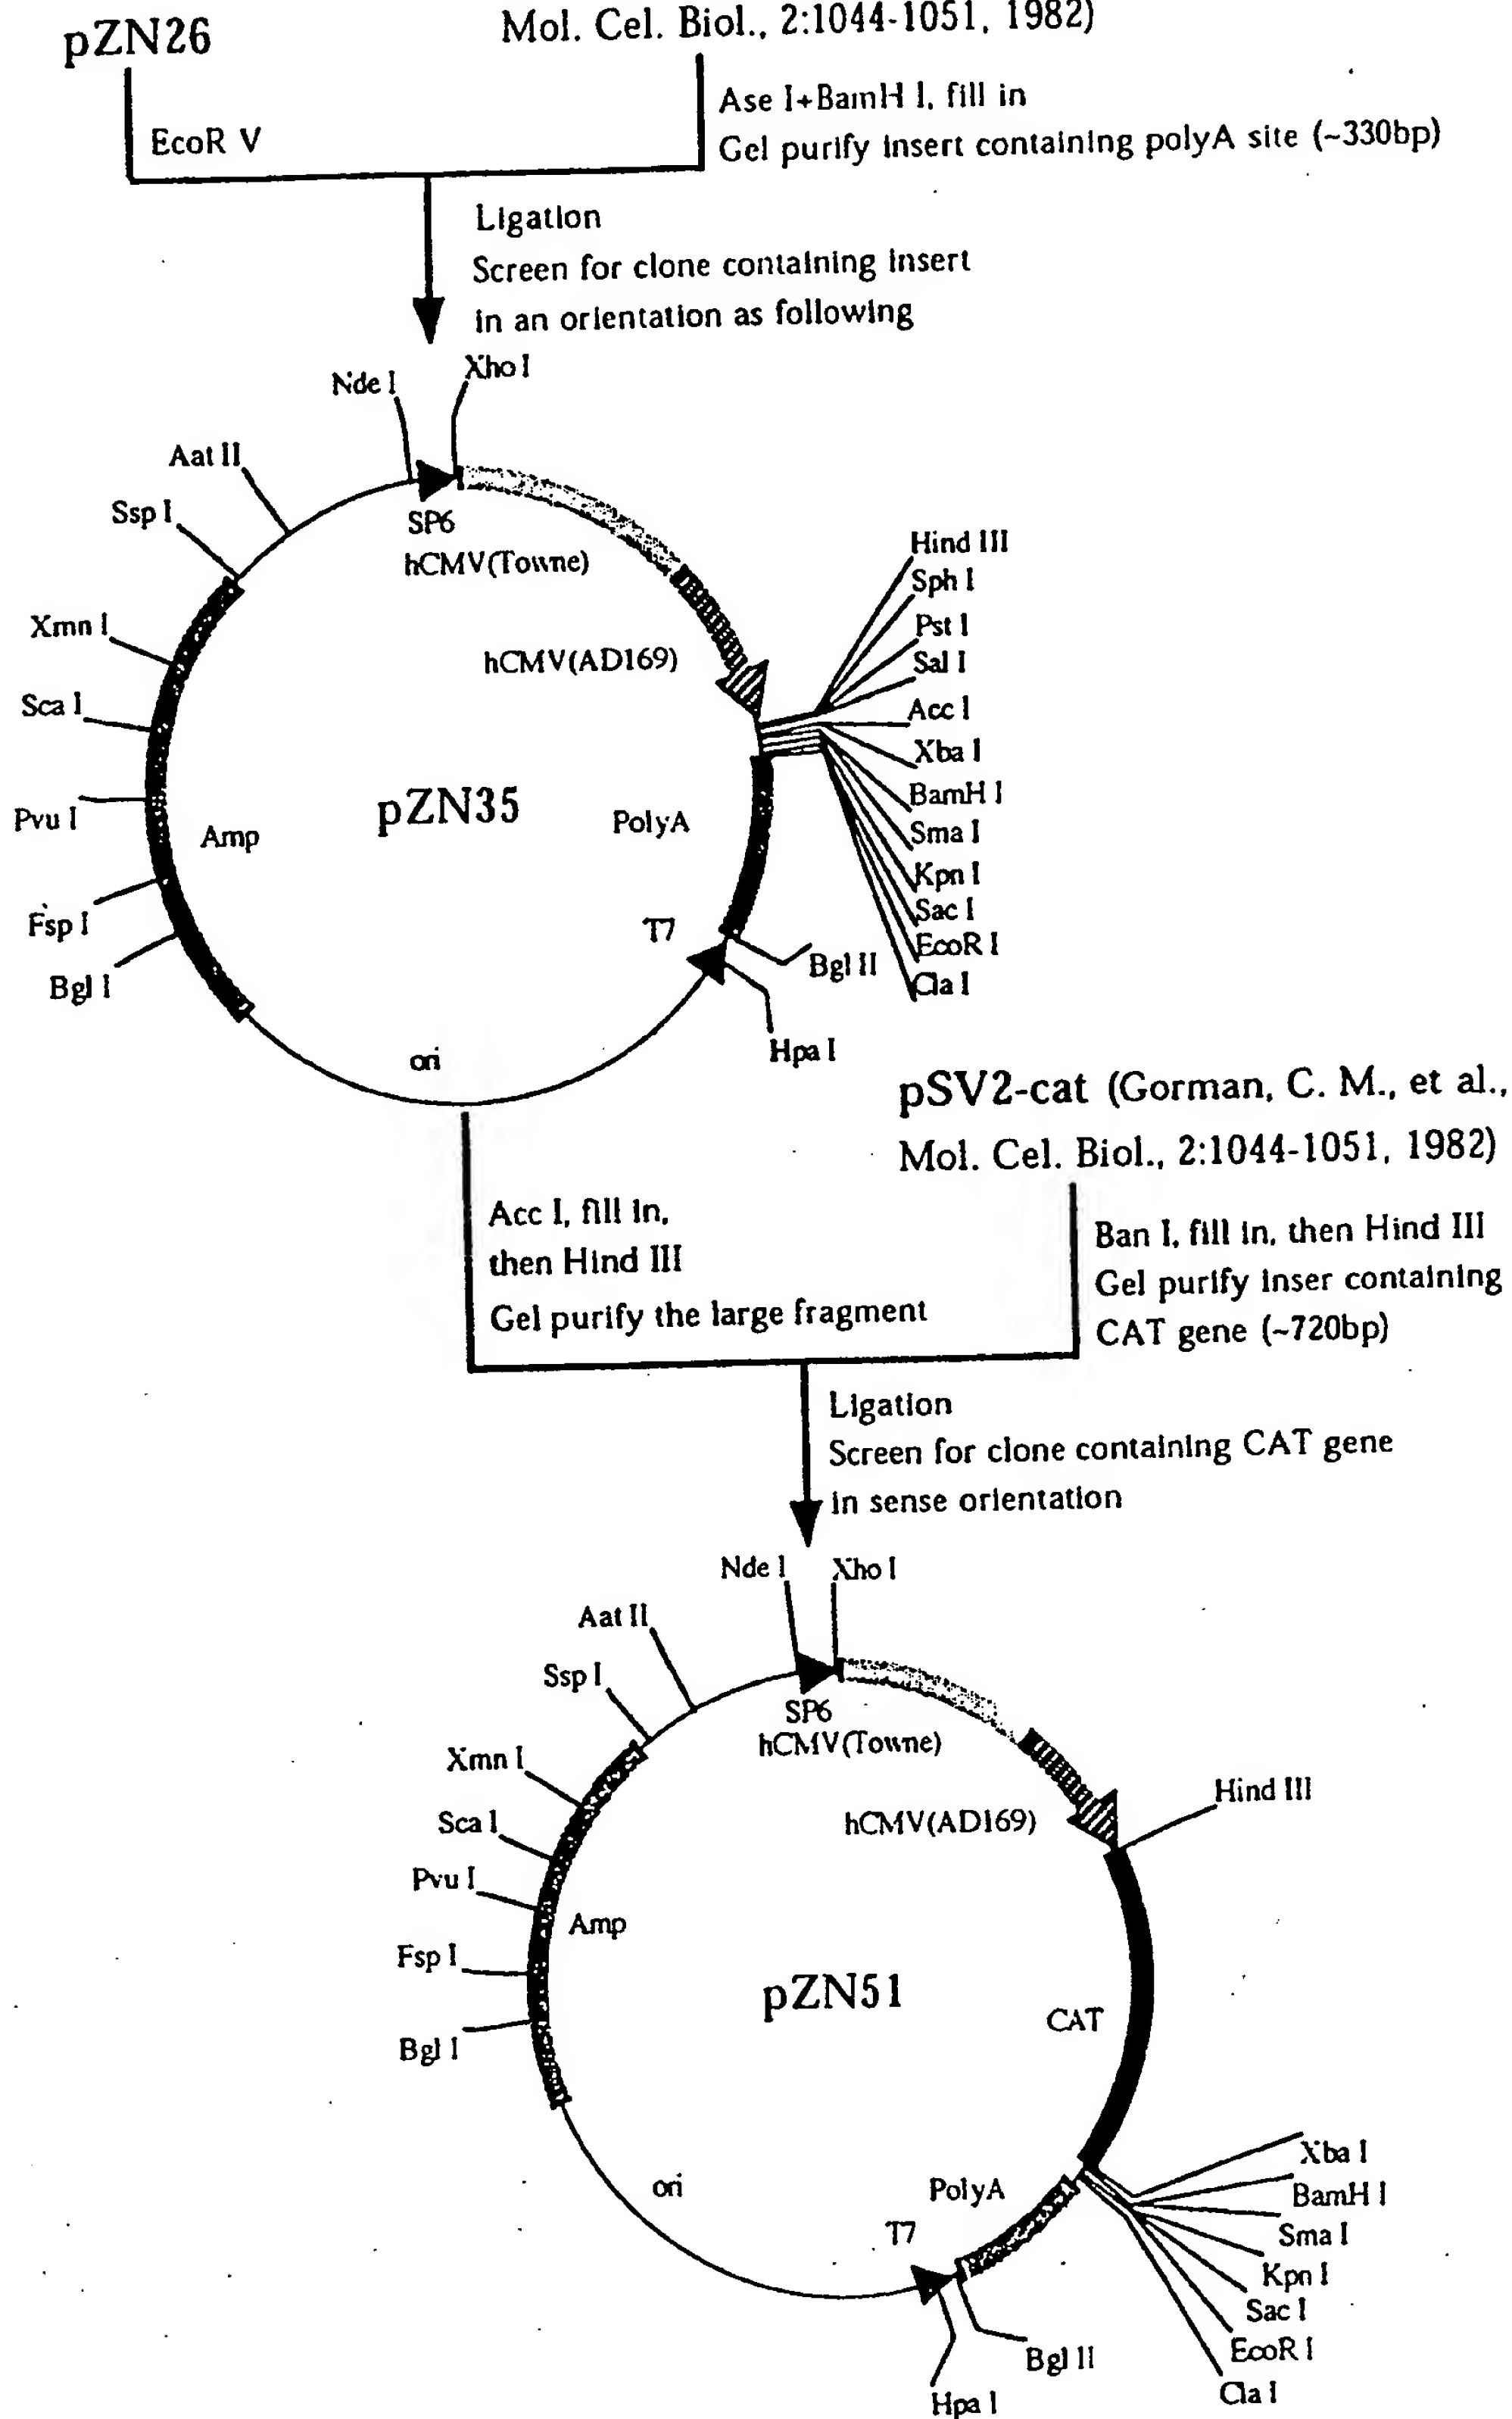 pZN26
Mol. Cel. Biol., 2:1044-1051, 1982)
EcoR V
Ase I+BamH I, fill in
Gel purify insert containing polyA site (~330bp)
Ligation
Screen for clone containing insert
in an orientation as following
Nde I
Xho I
Aat II
Ssp I
Xmn I
Sca I
Pvu I
Fsp I
Bgl I
SP6
hCMV(Towne)
hCMV(AD169)
Hind III
Sph I
Pst I
Sal I
Acc I
Xba I
BamH I
Sma I
Kpn I
Sac I
EcoR I
Cla I
pZN35
PolyA
Amp
T7
Bgl II
Hpa I
ori
pSV2-cat (Gorman, C. M., et al.,
Mol. Cel. Biol., 2:1044-1051, 1982)
Acc I, fill in,
then Hind III
Gel purify the large fragment
Ban I, fill in, then Hind III
Gel purify inser containing
CAT gene (~720bp)
Ligation
Screen for clone containing CAT gene
in sense orientation
Nde I
Xho I
Aat II
Ssp I
Xmn I
Sca I
Pvu I
Fsp I
Bgl I
SP6
hCMV(Towne)
hCMV(AD169)
Hind III
Amp
pZN51
CAT
Xba I
BamH I
Sma I
Kpn I
Sac I
EcoR I
Cla I
ori
PolyA
T7
Bgl II
Hpa I